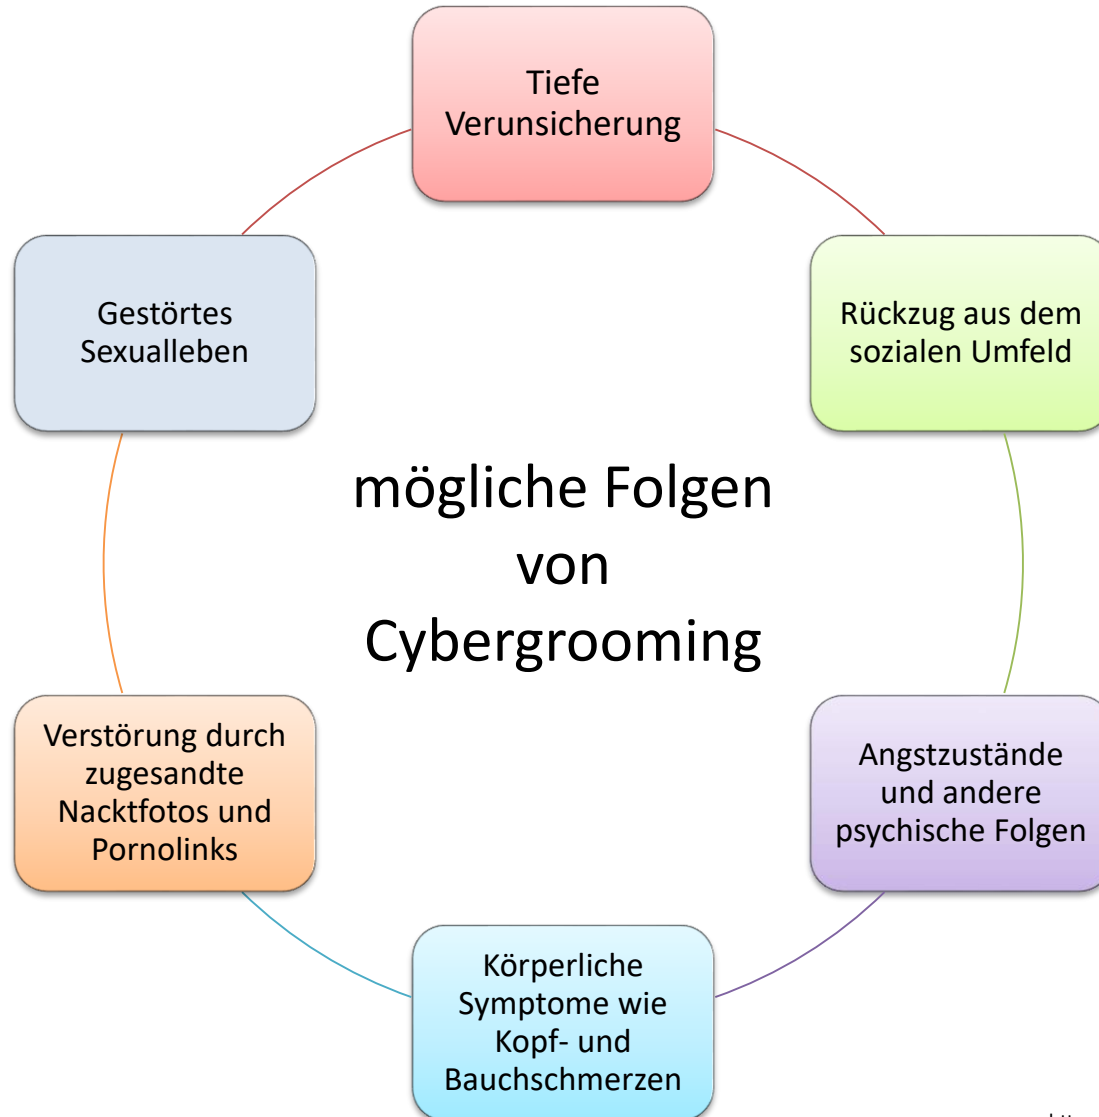 Tiefe
Verunsicherung
Rückzug aus dem
sozialen Umfeld
Angstzustände
und andere
psychische Folgen
Körperliche
Symptome wie
Kopf- und
Bauchschmerzen
Verstörung durch
zugesandte
Nacktfotos und
Pornolinks
Gestörtes
Sexualleben
mögliche Folgen
von
Cybergrooming